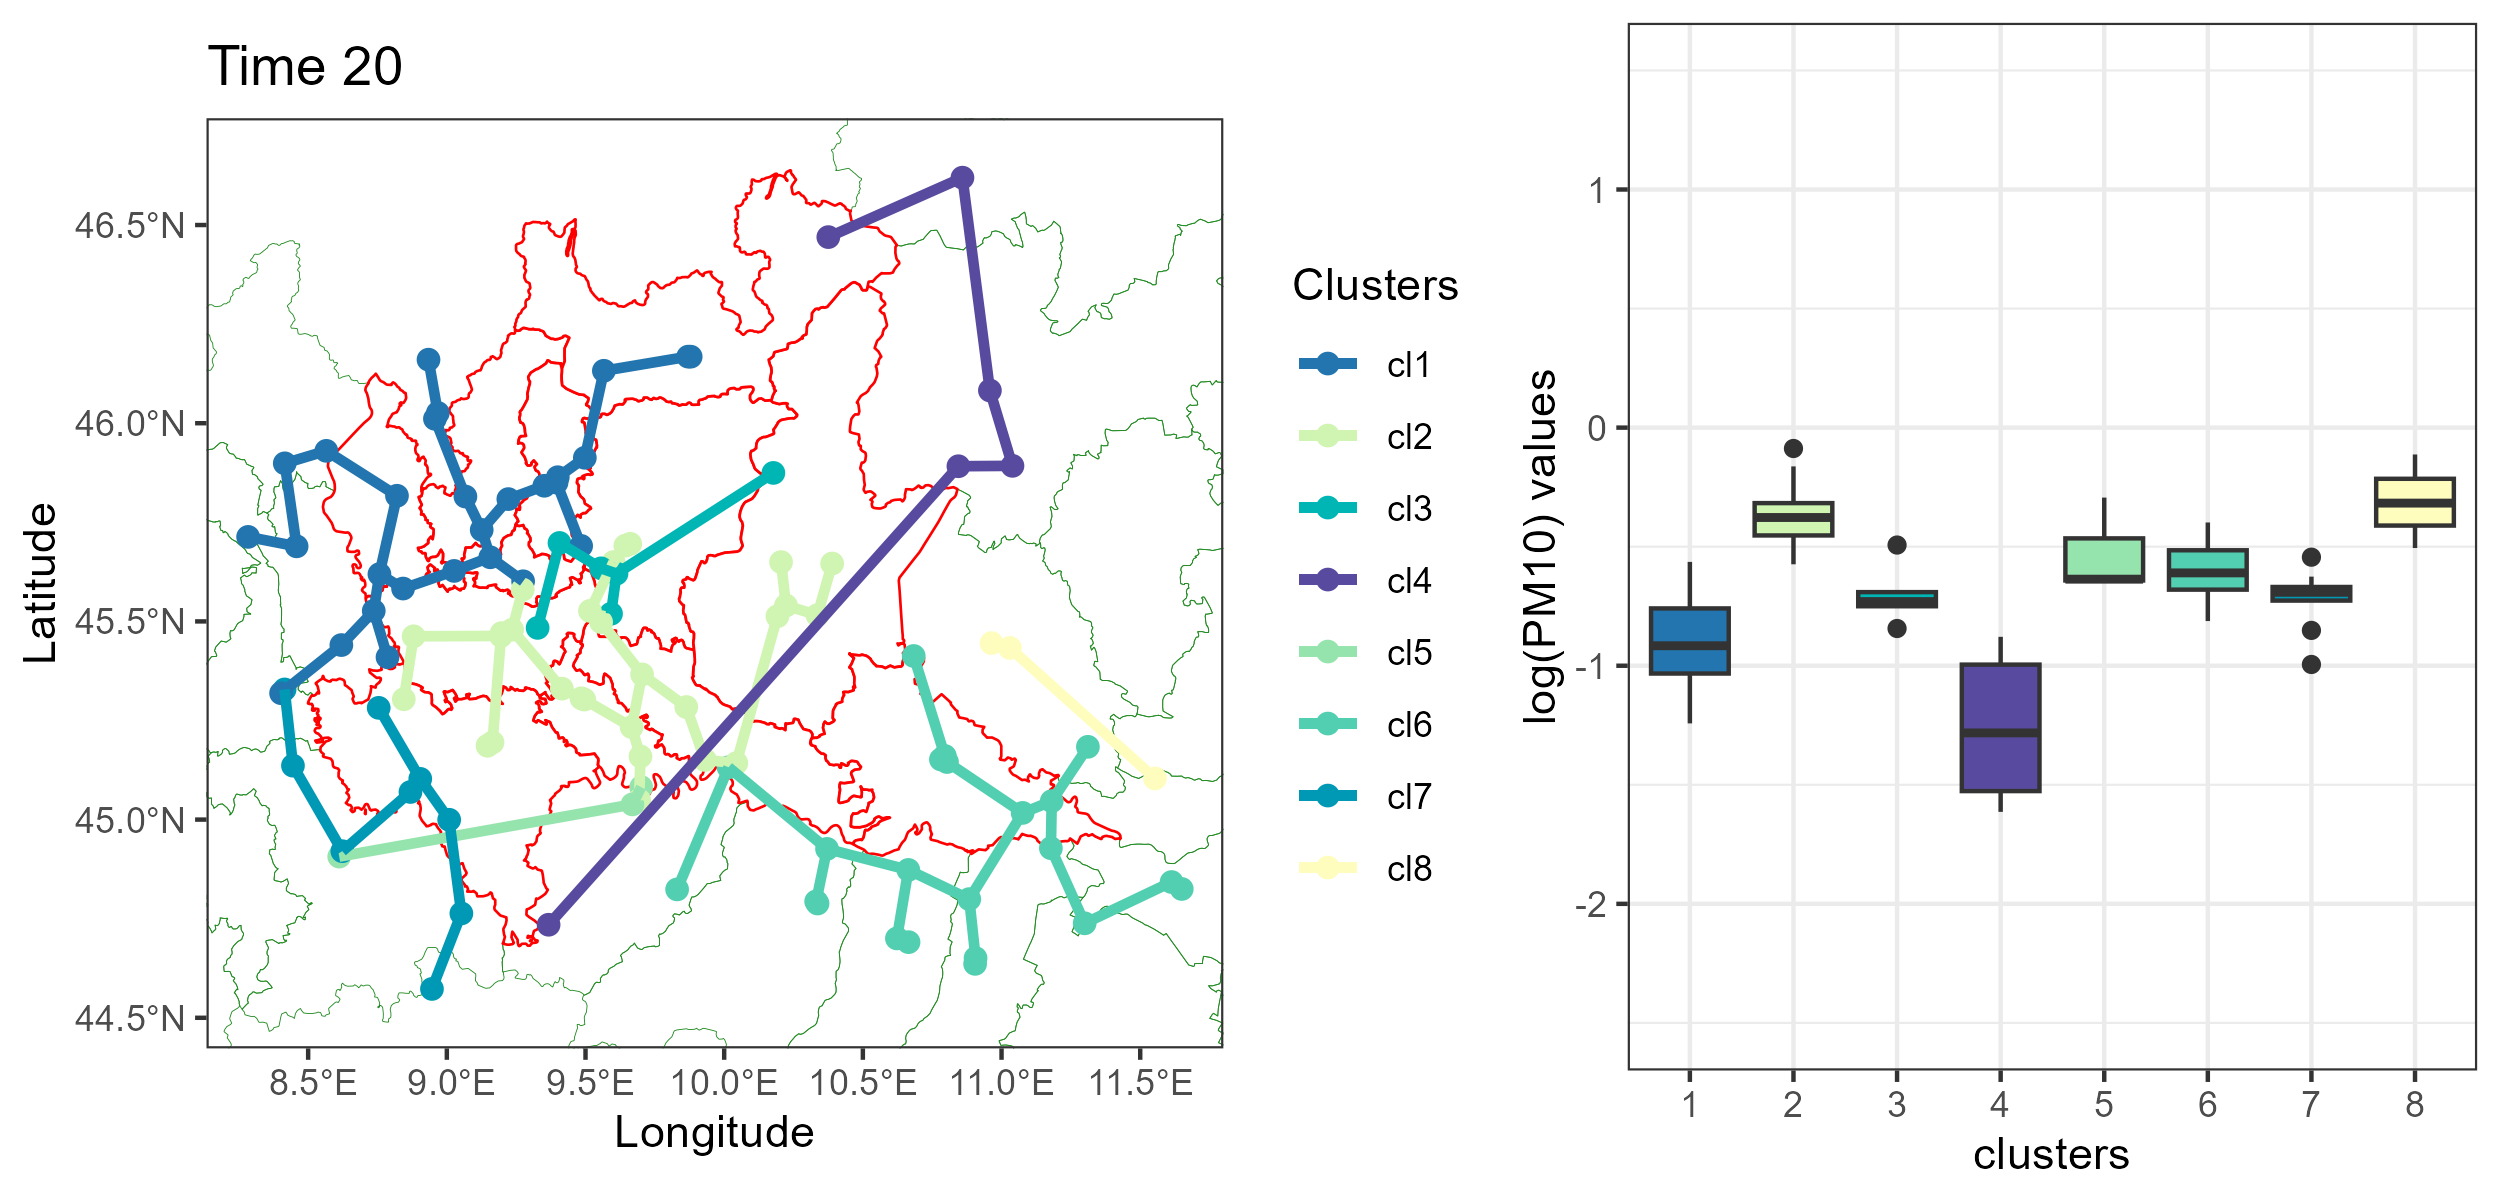 Time 20
46.5°N
46.0°N
45.5°N
45.0°N
44.5°N
Latitude
8.5°E 9.0°E 9.5°E 10.0°E 10.5°E 11.0°E 11.5°E
Longitude
Clusters
cl1
cl2
cl3
cl4
cl5
cl6
cl7
cl8
log(PM10) values
1
0
-1
-2
1 2 3 4 5 6 7 8
clusters